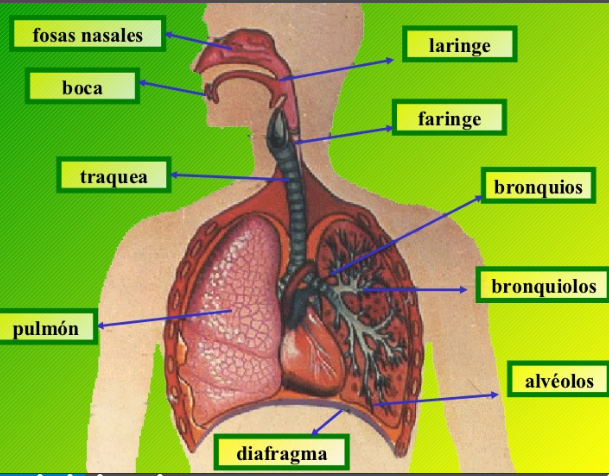 fosas nasales
laringe
boca
faringe
traquea
bronquios
bronquiolos
pulmón
alvéolos
diafragma